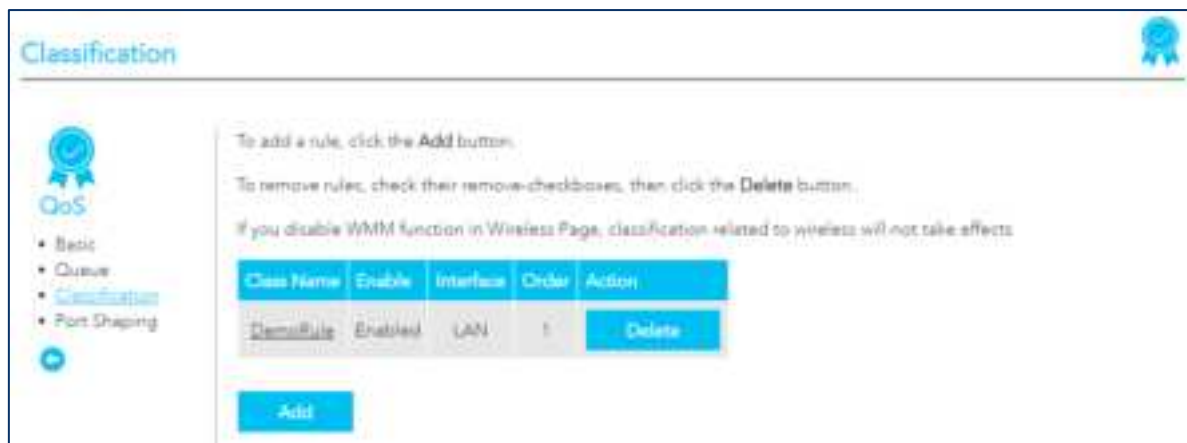 Classification
QoS
• Basic
• Queue
• Classification
• Port Shaping
To add a rule, click the Add button.
To remove rules, check their remove-checkboxes, then click the Delete button.
If you disable WMM function in Wireless Page, classification related to wireless will not take effects
Class Name Enable Interface Order Action
DemoRule Enabled LAN 1 Delete
Add